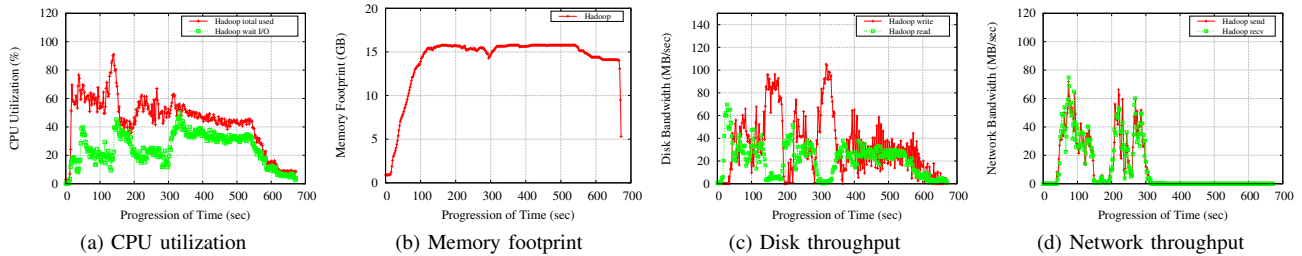 CPU Utilization (%)
120
100
80
60
40
20
0
Hadoop total used
Hadoop wait I/O
0 100 200 300 400 500 600 700
Progression of Time (sec)
(a) CPU utilization
Memory Footprint (GB)
20
15
10
5
0
Hadoop
0 100 200 300 400 500 600 700
Progression of Time (sec)
(b) Memory footprint
Disk Bandwidth (MB/sec)
140
120
100
80
60
40
20
0
Hadoop write
Hadoop read
0 100 200 300 400 500 600 700
Progression of Time (sec)
(c) Disk throughput
Network Bandwidth (MB/sec)
120
100
80
60
40
20
0
Hadoop send
Hadoop recv
0 100 200 300 400 500 600 700
Progression of Time (sec)
(d) Network throughput